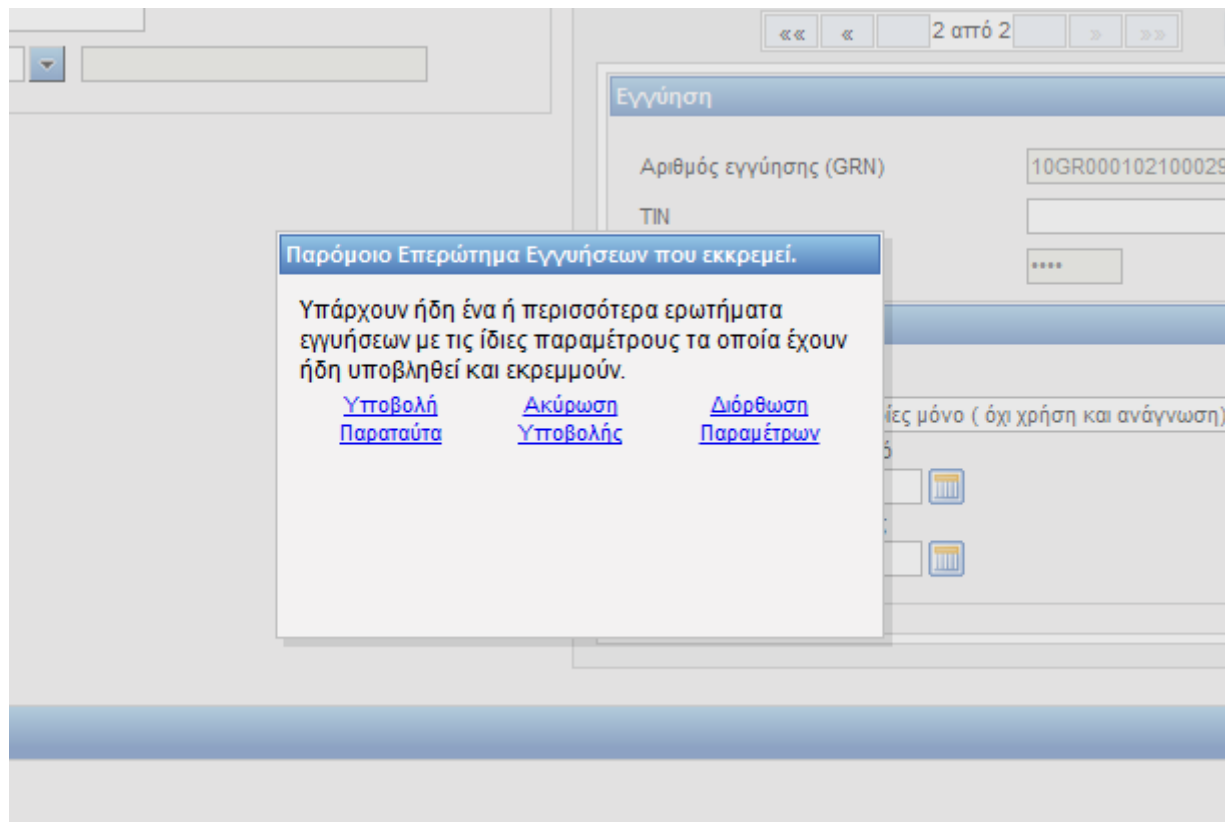 «« « 2 από 2 » »»
Εγγύηση
Αριθμός εγγύησης (GRN) 10GR00010210002９
TIN
••••
Παρόμοιο Επερώτημα Εγγυήσεων που εκκρεμεί.
Υπάρχουν ήδη ένα ή περισσότερα ερωτήματα
εγγυήσεων με τις ίδιες παραμέτρους τα οποία έχουν
ήδη υποβληθεί και εκρεμμούν.
Υποβολή Ακύρωση Διόρθωση
Παραταύτα Υποβολής Παραμέτρων
ίες μόνο ( όχι χρήση και ανάγνωση)